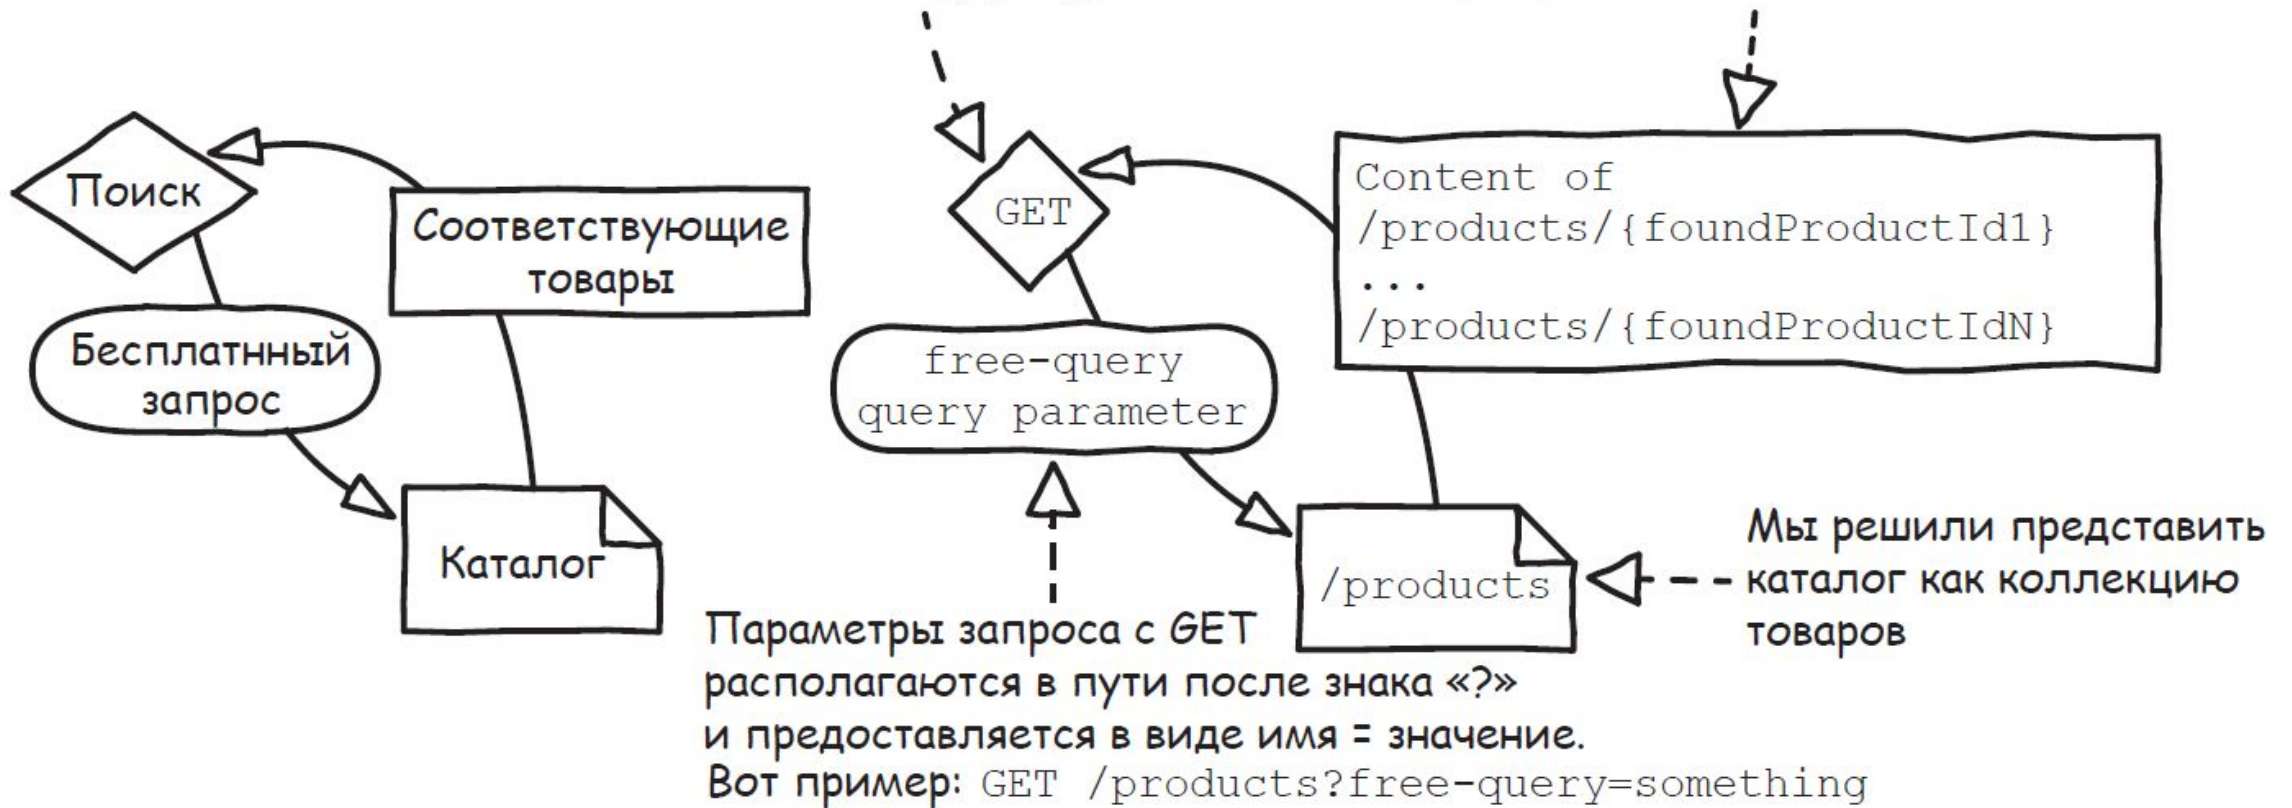 Поиск
Соответствующие
товары
Бесплатнный
запрос
Каталог
GET
Content of
/products/{foundProductId1}
...
/products/{foundProductIdN}
free-query
query parameter
/products
Мы решили представить
каталог как коллекцию
товаров
Параметры запроса с GET
располагаются в пути после знака «?»
и предоставляется в виде имя = значение.
Вот пример: GET /products?free-query=something